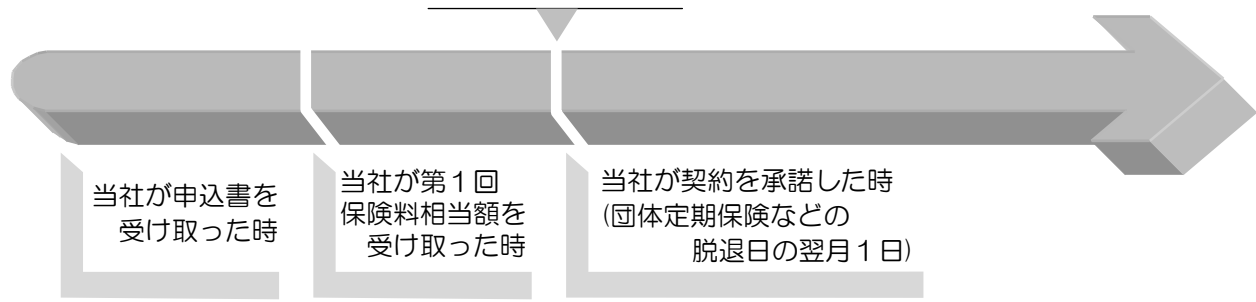 当社が申込書を
受け取った時
当社が第１回
保険料相当額を
受け取った時
当社が契約を承諾した時
(団体定期保険などの
脱退日の翌月１日)